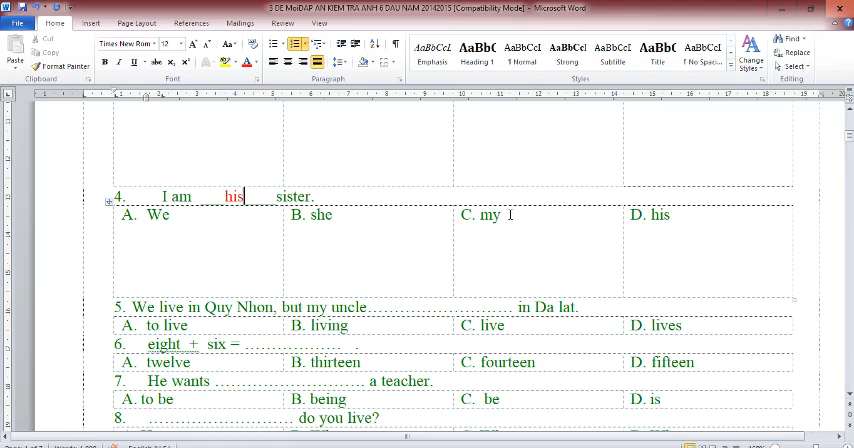 3 DE MoiDAP AN KIEM TRA ANH 6 DAU NAM 20142015 [Compatibility Mode] - Microsoft Word
File Home Insert Page Layout References Mailings Review View
Cut Times New Rom 12 Aa Find
Copy AaBbCcI AaBbC AaBbCcI AaBbCcI AaBbCcI AaBbC AaBbCcI Replace
Paste Format Painter B I U abc Emphasis Heading 1 ¶ Normal Strong Subtitle Title ¶ No Spaci... Change Styles Select
Clipboard Font Paragraph Styles Editing
4. I am ___his____ sister.
A. We B. she C. my D. his
5. We live in Quy Nhon, but my uncle…………………………… in Da lat.
A. to live B. living C. live D. lives
6. eight + six = ………………… .
A. twelve B. thirteen C. fourteen D. fifteen
7. He wants ………………………… a teacher.
A. to be B. being C. be D. is
8. ………………………… do you live?